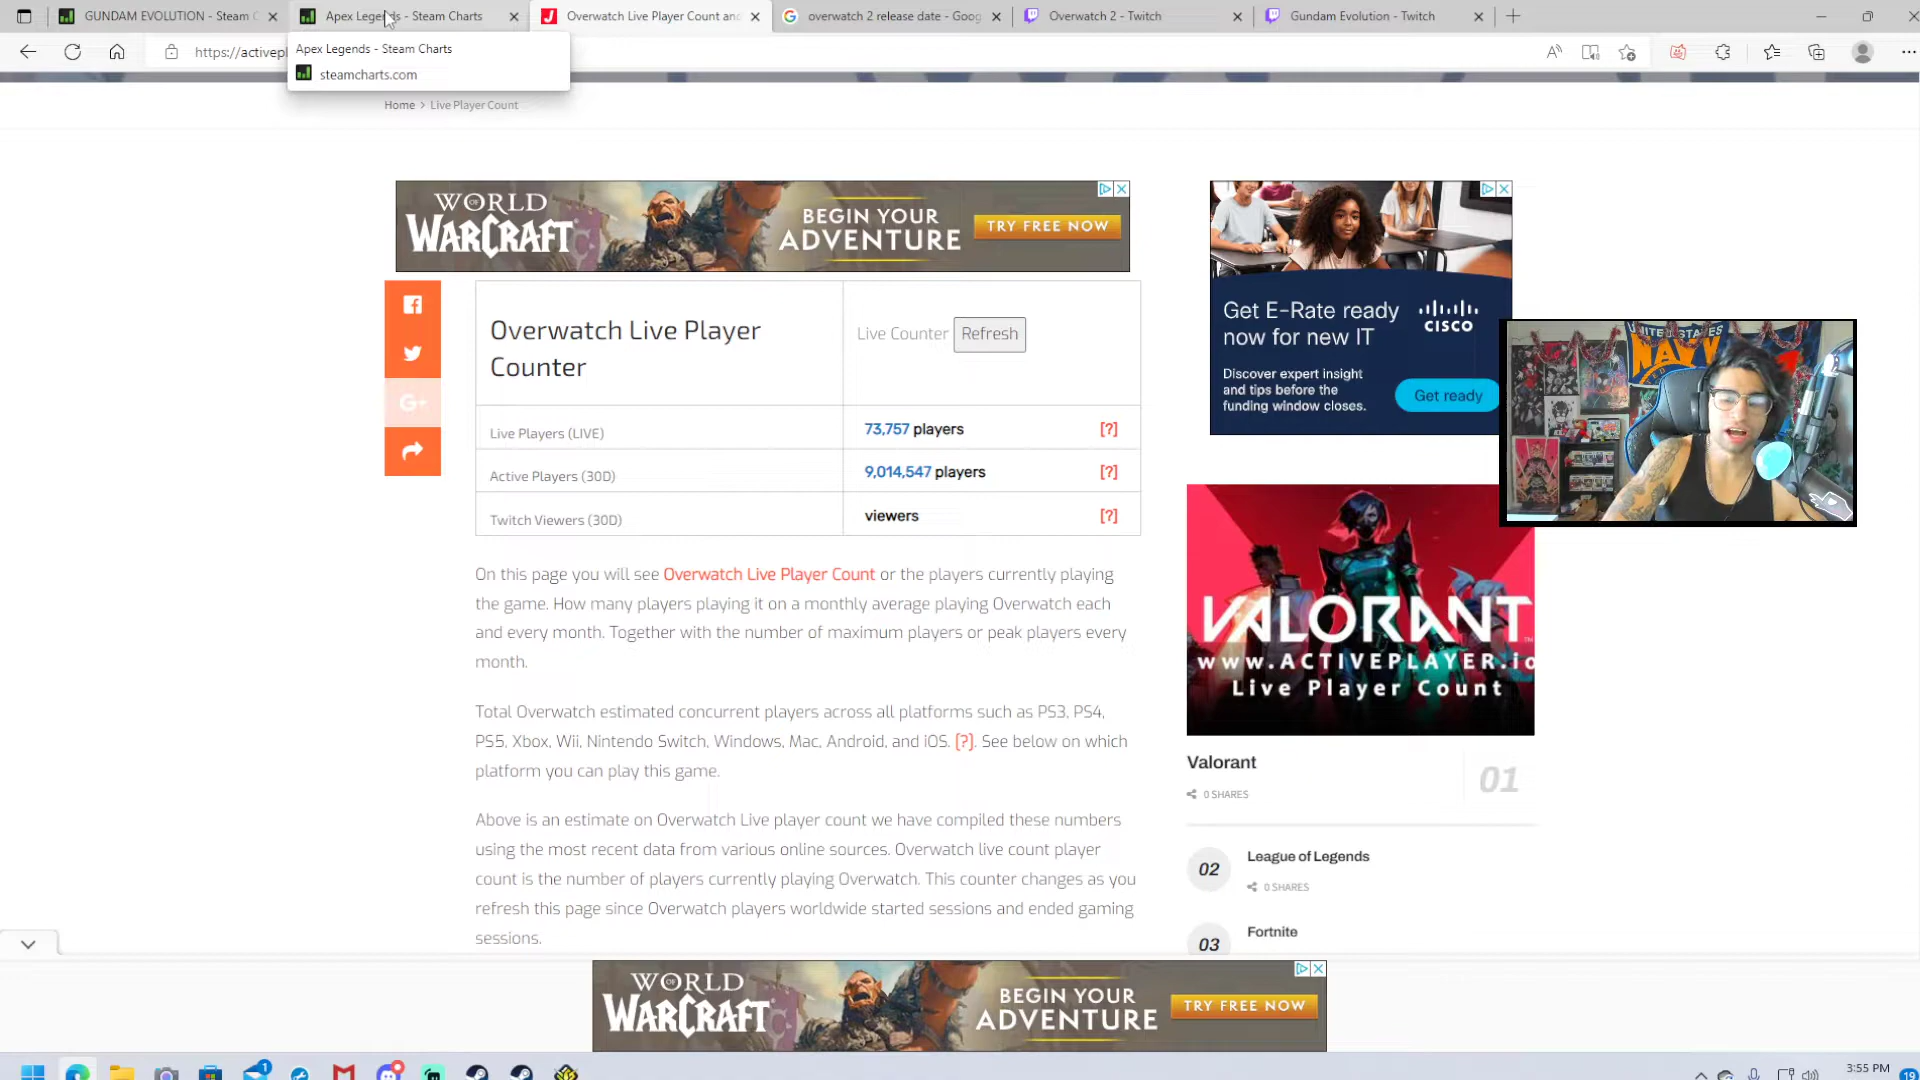 GUNDAM EVOLUTION - Steam C
Apex Legends - Steam Charts
Overwatch Live Player Count and
overwatch 2 release date - Goog
Overwatch 2 - Twitch
Gundam Evolution - Twitch
https://activepl
Apex Legends - Steam Charts
steamcharts.com
Home > Live Player Count
WORLD OF WARCRAFT
BEGIN YOUR ADVENTURE
TRY FREE NOW
Get E-Rate ready
now for new IT
CISCO
Discover expert insight
and tips before the
funding window closes.
Get ready
Overwatch Live Player
Counter
Live Counter Refresh
Live Players (LIVE) 73,757 players [?]
Active Players (30D) 9,014,547 players [?]
Twitch Viewers (30D) viewers [?]
G+
On this page you will see Overwatch Live Player Count or the players currently playing
the game. How many players playing it on a monthly average playing Overwatch each
and every month. Together with the number of maximum players or peak players every
month.
Total Overwatch estimated concurrent players across all platforms such as PS3, PS4,
PS5, Xbox, Wii, Nintendo Switch, Windows, Mac, Android, and iOS. [?]. See below on which
platform you can play this game.
Above is an estimate on Overwatch Live player count we have compiled these numbers
using the most recent data from various online sources. Overwatch live count player
count is the number of players currently playing Overwatch. This counter changes as you
refresh this page since Overwatch players worldwide started sessions and ended gaming
sessions.
UNITED STATES
NAVY
VALORANT
www.ACTIVEPLAYER.io
Live Player Count
Valorant
0 SHARES
01
02
League of Legends
0 SHARES
03
Fortnite
WORLD OF WARCRAFT
BEGIN YOUR ADVENTURE
TRY FREE NOW
1
3:55 PM
19